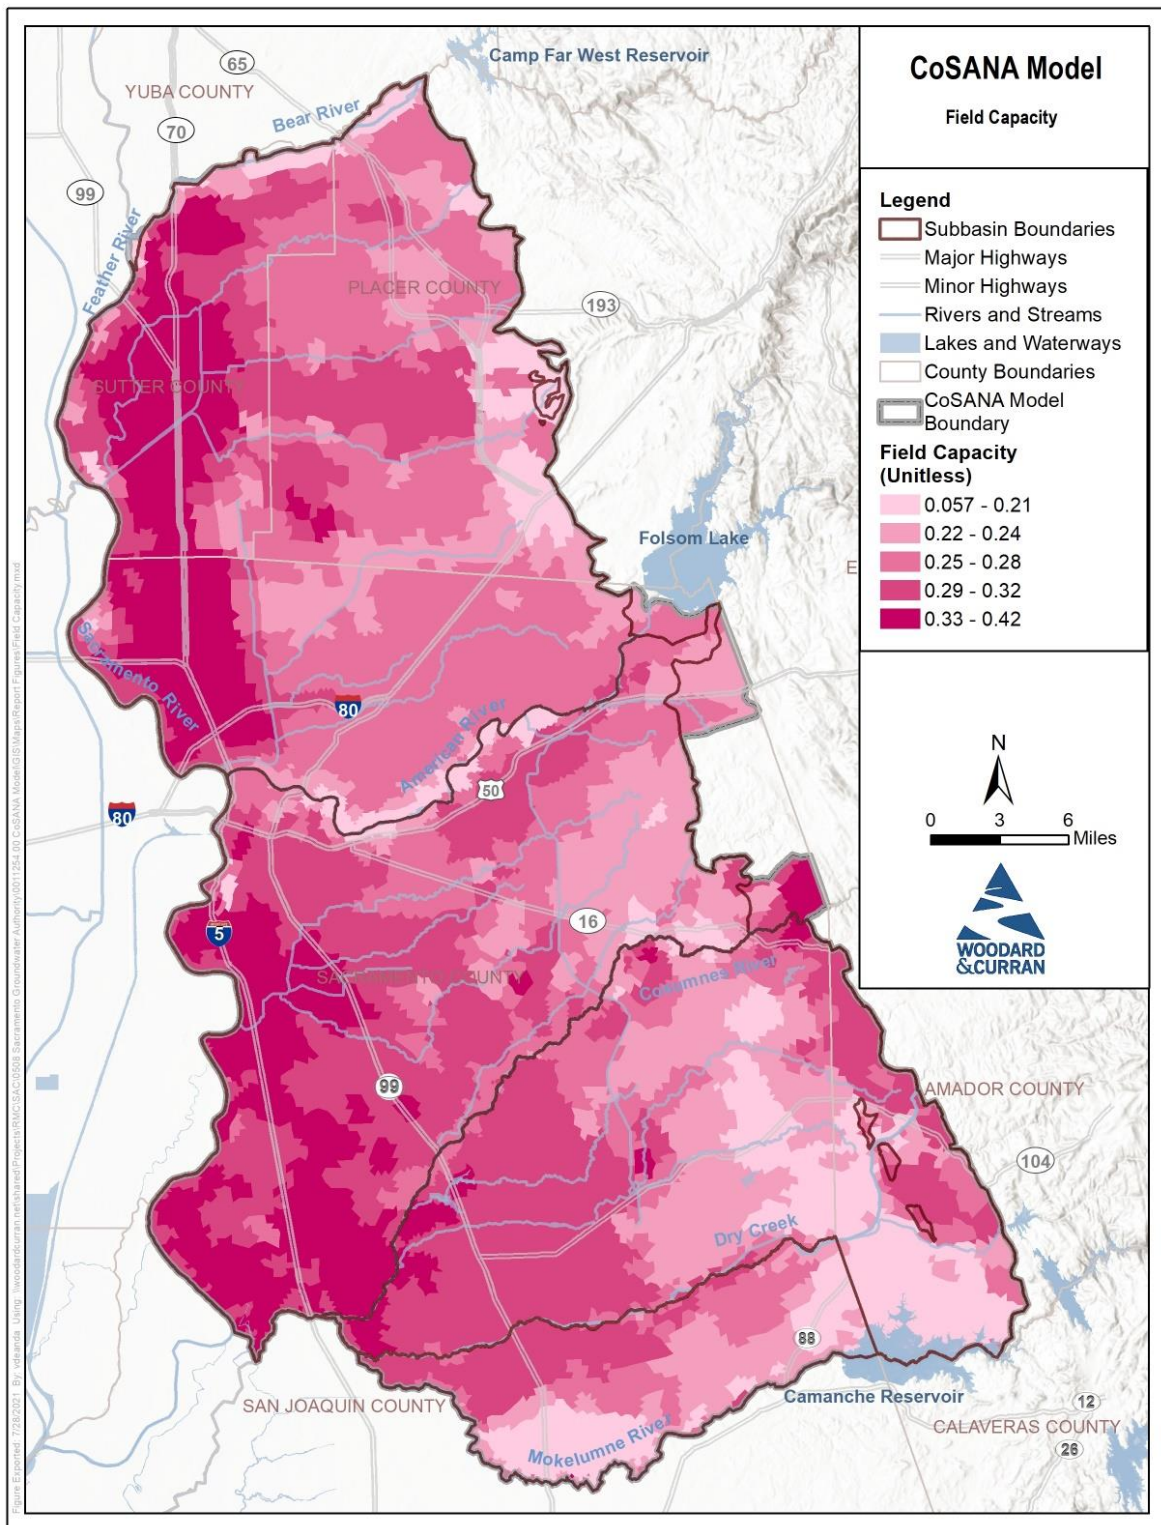 CoSANA Model
Field Capacity
Legend
Subbasin Boundaries
Major Highways
Minor Highways
Rivers and Streams
Lakes and Waterways
County Boundaries
CoSANA Model
Boundary
Field Capacity
(Unitless)
0.057 - 0.21
0.22 - 0.24
0.25 - 0.28
0.29 - 0.32
0.33 - 0.42
N
0 3 6
Miles
WOODARD
&CURRAN
Camp Far West Reservoir
65
YUBA COUNTY
Bear River
70
99
Feather River
PLACER COUNTY
193
SUTTER COUNTY
Folsom Lake
E
Sacramento River
80
American River
50
80
16
5
SACRAMENTO COUNTY
Cosumnes River
99
AMADOR COUNTY
104
Dry Creek
88
Camanche Reservoir
SAN JOAQUIN COUNTY
12
CALAVERAS COUNTY
26
Mokelumne River